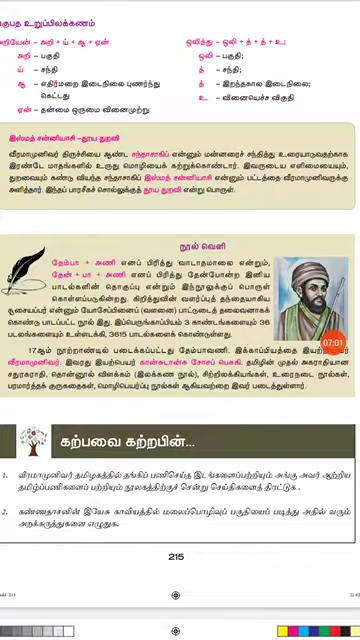 பகுபத உறுப்பிலக்கணம்
அறியேன் – அறி + ய் + ஆ + ஏன்
அறி – பகுதி
ய் – சந்தி
ஆ – எதிர்மறை இடைநிலை புணர்ந்து
கெட்டது
ஏன் – தன்மை ஒருமை வினைமுற்று
ஒலித்து – ஒலி + த் + த் + உ;
ஒலி – பகுதி;
த் – சந்தி;
த் – இறந்தகால இடைநிலை;
உ – வினையெச்ச விகுதி
இஸ்மத் சன்னியாசி – தூய துறவி
வீரமாமுனிவர் திருச்சியை ஆண்ட சந்தாசாகிப் என்னும் மன்னரைச் சந்தித்து உரையாடுவதற்காக
இரண்டே மாதங்களில் உருது மொழியைக் கற்றுக்கொண்டார். இவருடைய எளிமையையும்,
துறவையும் கண்டு வியந்த சந்தாசாகிப் இஸ்மத் சன்னியாசி என்னும் பட்டத்தை வீரமாமுனிவருக்கு
அளித்தார். இந்தப் பாரசீகச் சொல்லுக்குத் தூய துறவி என்று பொருள்.
நூல் வெளி
தேம்பா + அணி எனப் பிரித்து வாடாதமாலை என்றும்,
தேன் + பா + அணி எனப் பிரித்து தேன்போன்ற இனிய
பாடல்களின் தொகுப்பு என்றும் இந்நூலுக்குப் பொருள்
கொள்ளப்படுகின்றது. கிறித்துவின் வளர்ப்புத் தந்தையாகிய
சூசையப்பர் என்னும் யோசேப்பினைப் (வளனை) பாட்டுடைத் தலைவனாகக்
கொண்டு பாடப்பட்ட நூல் இது. இப்பெருங்காப்பியம் 3 காண்டங்களையும் 36
படலங்களையும் உள்ளடக்கி, 3615 பாடல்களைக் கொண்டுள்ளது.
17ஆம் நூற்றாண்டில் படைக்கப்பட்டது தேம்பாவணி. இக்காப்பியத்தை இயற்றியவர்
வீரமாமுனிவர். இவரது இயற்பெயர் கான்சுடான்சு சோசப் பெசுகி. தமிழின் முதல் அகராதியான
சதுரகராதி, தொன்னூல் விளக்கம் (இலக்கண நூல்), சிற்றிலக்கியங்கள், உரைநடை நூல்கள்,
பரமார்த்தக் குருகதைகள், மொழிபெயர்ப்பு நூல்கள் ஆகியவற்றை இவர் படைத்துள்ளார்.
07:01
கற்பவை கற்றபின்...
1. வீரமாமுனிவர் தமிழகத்தில் தங்கிப் பணிசெய்த இடங்களைப்பற்றியும் அங்கு அவர் ஆற்றிய
தமிழ்ப்பணிகளைப் பற்றியும் நூலகத்திற்குச் சென்று செய்திகளைத் திரட்டுக .
2. கண்ணதாசனின் இயேசு காவியத்தில் மலைப்பொழிவுப் பகுதியைப் படித்து அதில் வரும்
அறக்கருத்துகளை எழுதுக.
215